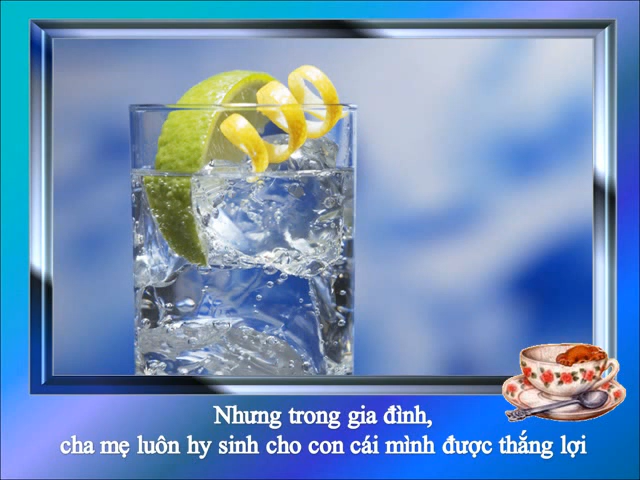 Nhưng trong gia đình,
cha mẹ luôn hy sinh cho con cái mình được thắng lợi